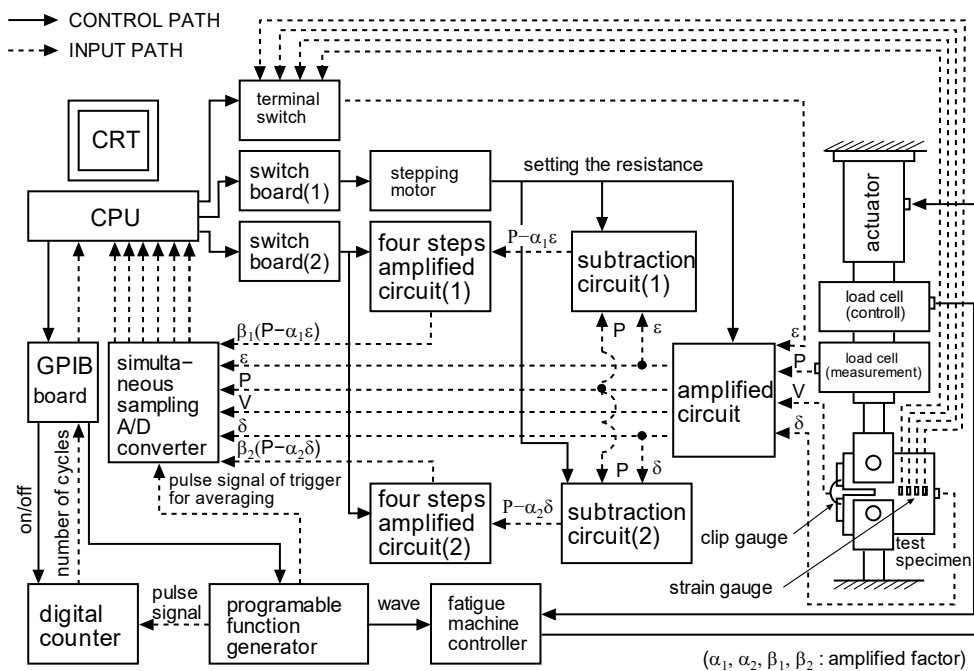 CONTROL PATH
INPUT PATH
CRT
CPU
terminal
switch
switch
board(1)
stepping
motor
setting the resistance
switch
board(2)
four steps
amplified
circuit(1)
P−α₁ε
subtraction
circuit(1)
actuator
load cell
(controll)
load cell
(measurement)
P
ε
ε
P
V
δ
GPIB
board
simulta−
neous
sampling
A/D
converter
β₁(P−α₁ε)
ε
P
V
δ
β₂(P−α₂δ)
amplified
circuit
P
δ
pulse signal of trigger
for averaging
four steps
amplified
circuit(2)
P−α₂δ
subtraction
circuit(2)
clip gauge
test
specimen
strain gauge
on/off
number of cycles
digital
counter
pulse
signal
programable
function
generator
wave
fatigue
machine
controller
(α₁, α₂, β₁, β₂ : amplified factor)